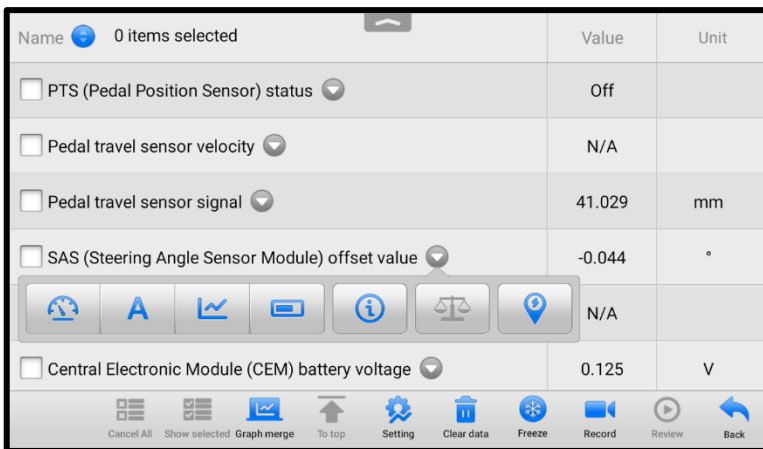 Name 0 items selected Value Unit
PTS (Pedal Position Sensor) status Off
Pedal travel sensor velocity N/A
Pedal travel sensor signal 41.029 mm
SAS (Steering Angle Sensor Module) offset value -0.044 °
A N/A
Central Electronic Module (CEM) battery voltage 0.125 V
Cancel All Show selected Graph merge To top Setting Clear data Freeze Record Review Back